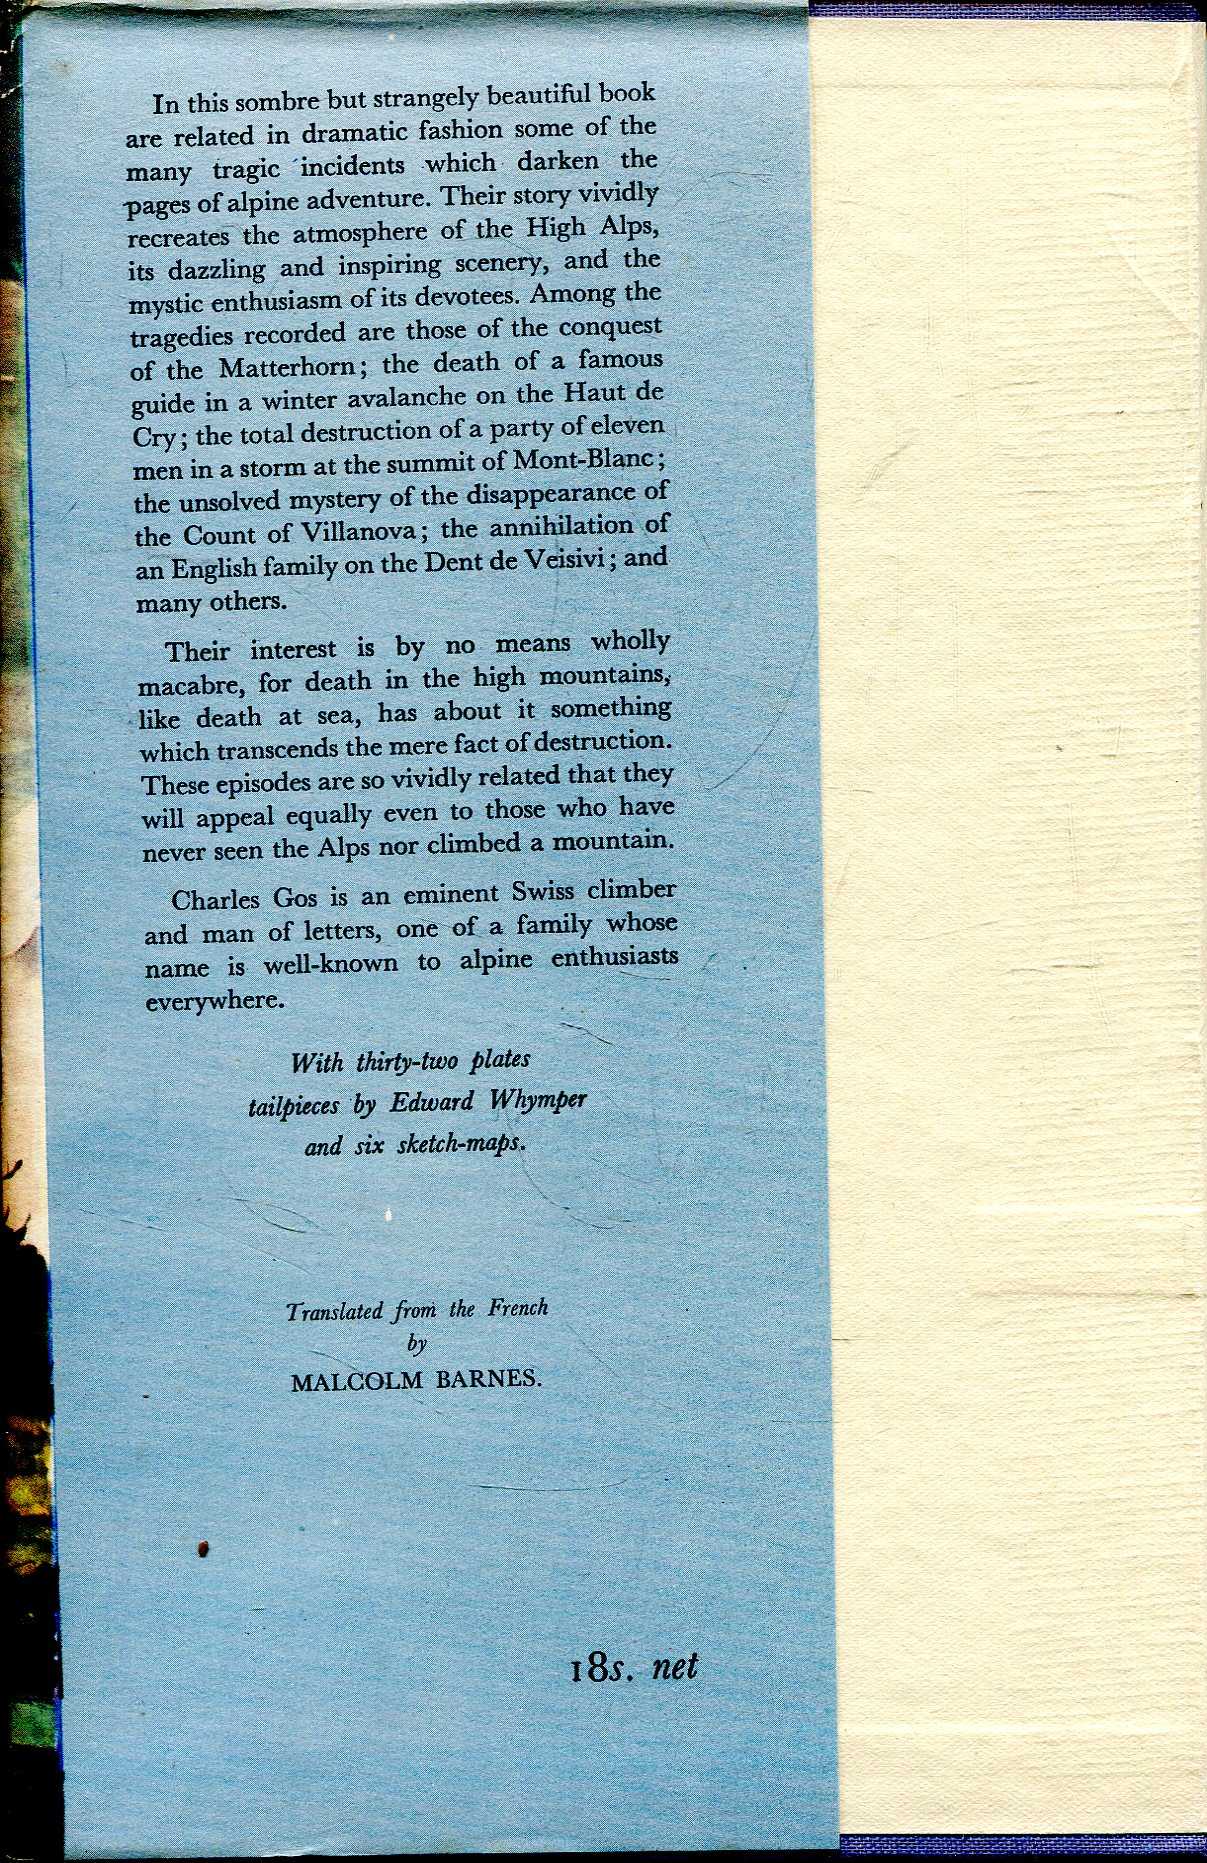 In this sombre but strangely beautiful book
are related in dramatic fashion some of the
many tragic incidents which darken the
pages of alpine adventure. Their story vividly
recreates the atmosphere of the High Alps,
its dazzling and inspiring scenery, and the
mystic enthusiasm of its devotees. Among the
tragedies recorded are those of the conquest
of the Matterhorn; the death of a famous
guide in a winter avalanche on the Haut de
Cry; the total destruction of a party of eleven
men in a storm at the summit of Mont-Blanc;
the unsolved mystery of the disappearance of
the Count of Villanova; the annihilation of
an English family on the Dent de Veisivi; and
many others.
Their interest is by no means wholly
macabre, for death in the high mountains,
like death at sea, has about it something
which transcends the mere fact of destruction.
These episodes are so vividly related that they
will appeal equally even to those who have
never seen the Alps nor climbed a mountain.
Charles Gos is an eminent Swiss climber
and man of letters, one of a family whose
name is well-known to alpine enthusiasts
everywhere.
With thirty-two plates
tailpieces by Edward Whymper
and six sketch-maps.
Translated from the French
by
MALCOLM BARNES.
18s. net